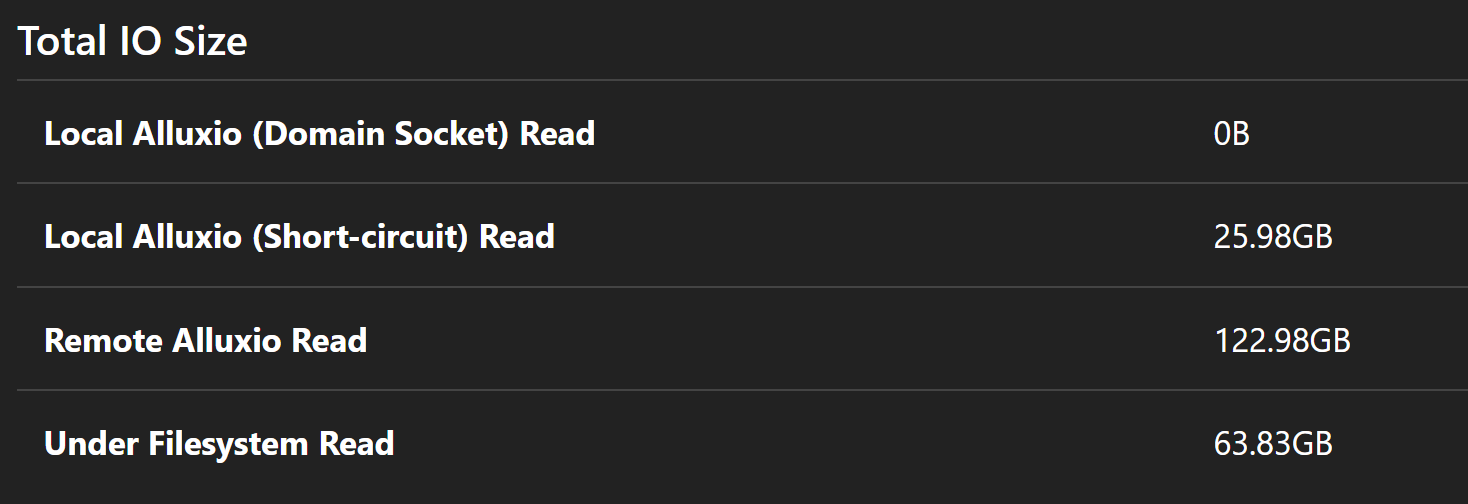 Total IO Size
Local Alluxio (Domain Socket) Read 0B
Local Alluxio (Short-circuit) Read 25.98GB
Remote Alluxio Read 122.98GB
Under Filesystem Read 63.83GB